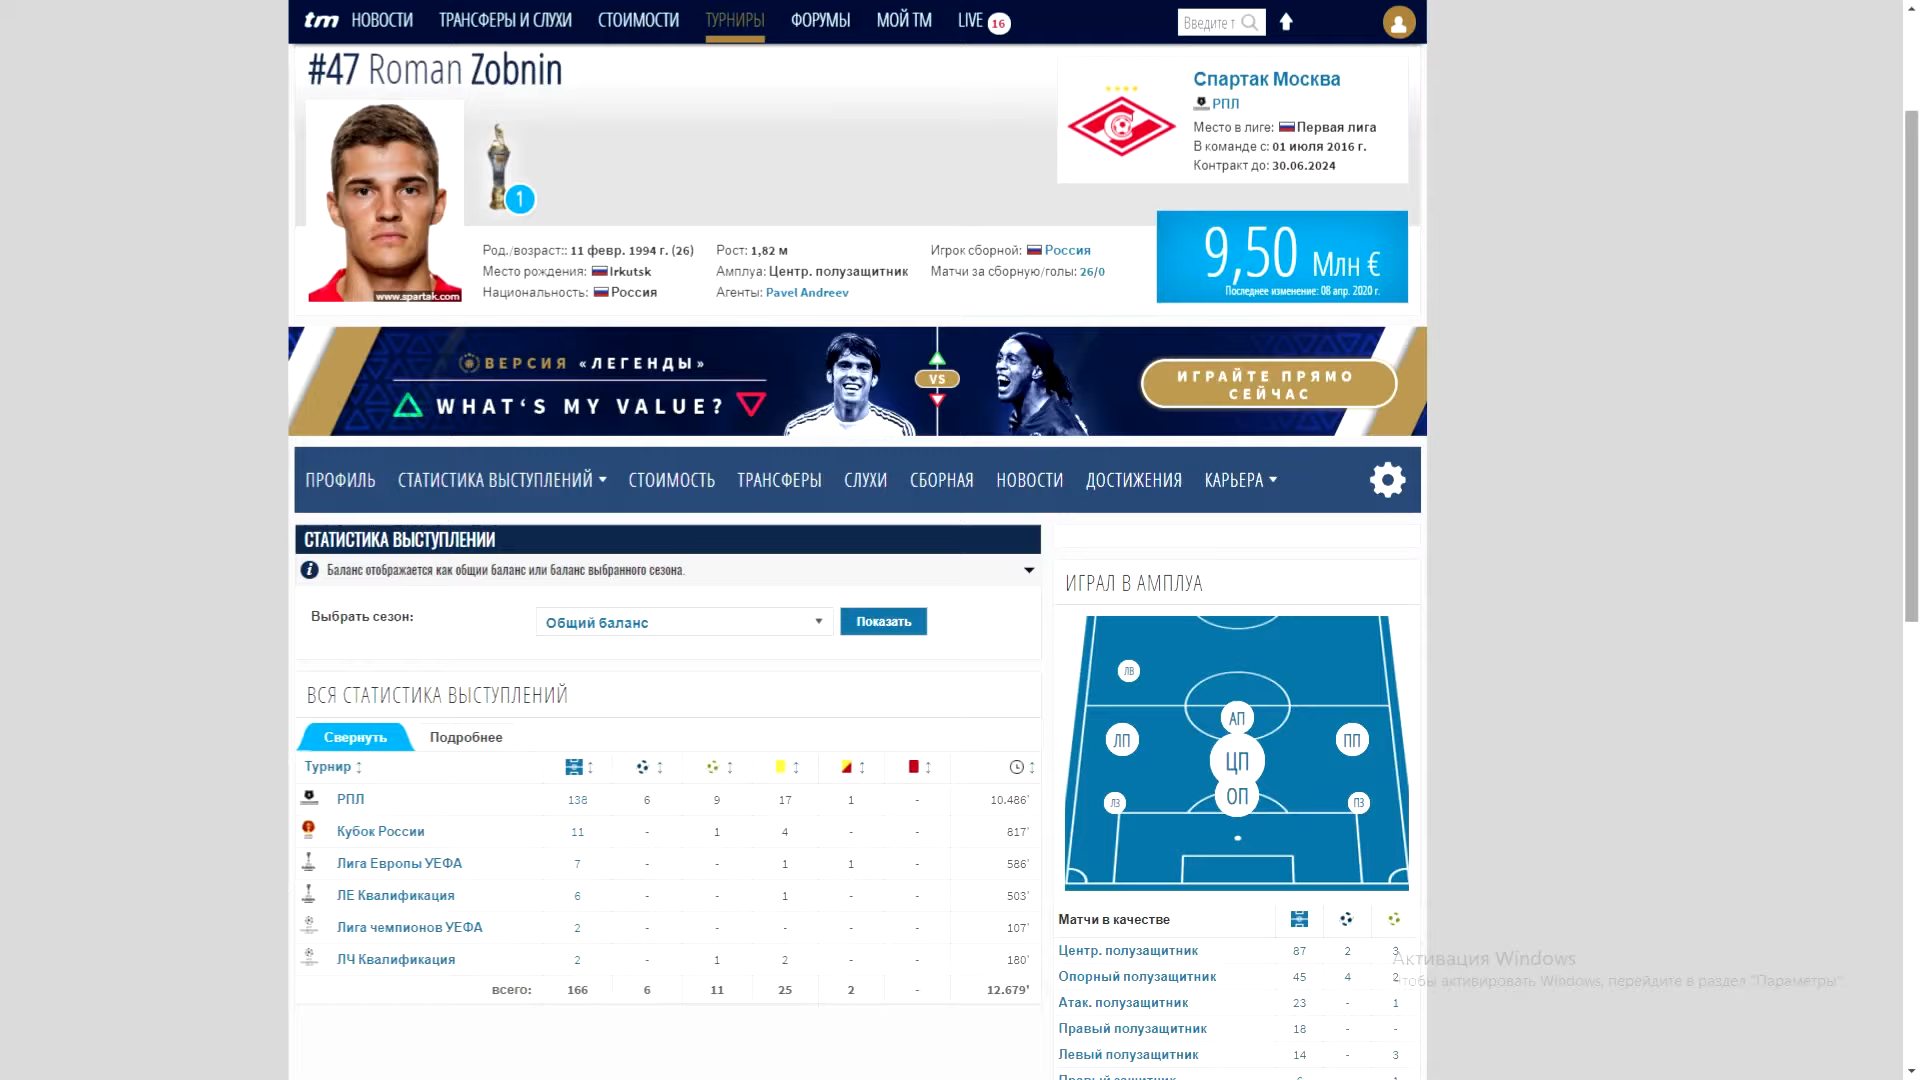 tm НОВОСТИ ТРАНСФЕРЫ И СЛУХИ СТОИМОСТИ ТУРНИРЫ ФОРУМЫ МОЙ ТМ LIVE 16 Введите т
#47 Roman Zobnin
1
www.spartak.com
Спартак Москва
РПЛ
Место в лиге: Первая лига
В команде с: 01 июля 2016 г.
Контракт до: 30.06.2024
Род./возраст:: 11 февр. 1994 г. (26)
Место рождения: Irkutsk
Национальность: Россия
Рост: 1,82 м
Амплуа: Центр. полузащитник
Агенты: Pavel Andreev
Игрок сборной: Россия
Матчи за сборную/голы: 26/0
9,50 Млн €
Последнее изменение: 08 апр. 2020 г.
ВЕРСИЯ «ЛЕГЕНДЫ»
WHAT'S MY VALUE?
VS
ИГРАЙТЕ ПРЯМО
СЕЙЧАС
ПРОФИЛЬ СТАТИСТИКА ВЫСТУПЛЕНИЙ СТОИМОСТЬ ТРАНСФЕРЫ СЛУХИ СБОРНАЯ НОВОСТИ ДОСТИЖЕНИЯ КАРЬЕРА
СТАТИСТИКА ВЫСТУПЛЕНИЙ
Баланс отображается как общий баланс или баланс выбранного сезона.
Выбрать сезон: Общий баланс Показать
ВСЯ СТАТИСТИКА ВЫСТУПЛЕНИЙ
Свернуть Подробнее
Турнир
РПЛ 138 6 9 17 1 - 10.486'
Кубок России 11 - 1 4 - - 817'
Лига Европы УЕФА 7 - - 1 1 - 586'
ЛЕ Квалификация 6 - - 1 - - 503'
Лига чемпионов УЕФА 2 - - - - - 107'
ЛЧ Квалификация 2 - 1 2 - - 180'
всего: 166 6 11 25 2 - 12.679'
ИГРАЛ В АМПЛУА
ЛВ
АП
ЛП
ПП
ЦП
ОП
ЛЗ
ПЗ
Матчи в качестве
Центр. полузащитник 87 2 3
Опорный полузащитник 45 4 2
Атак. полузащитник 23 - 1
Правый полузащитник 18 - -
Левый полузащитник 14 - 3
Активация Windows
Чтобы активировать Windows, перейдите в раздел "Параметры".